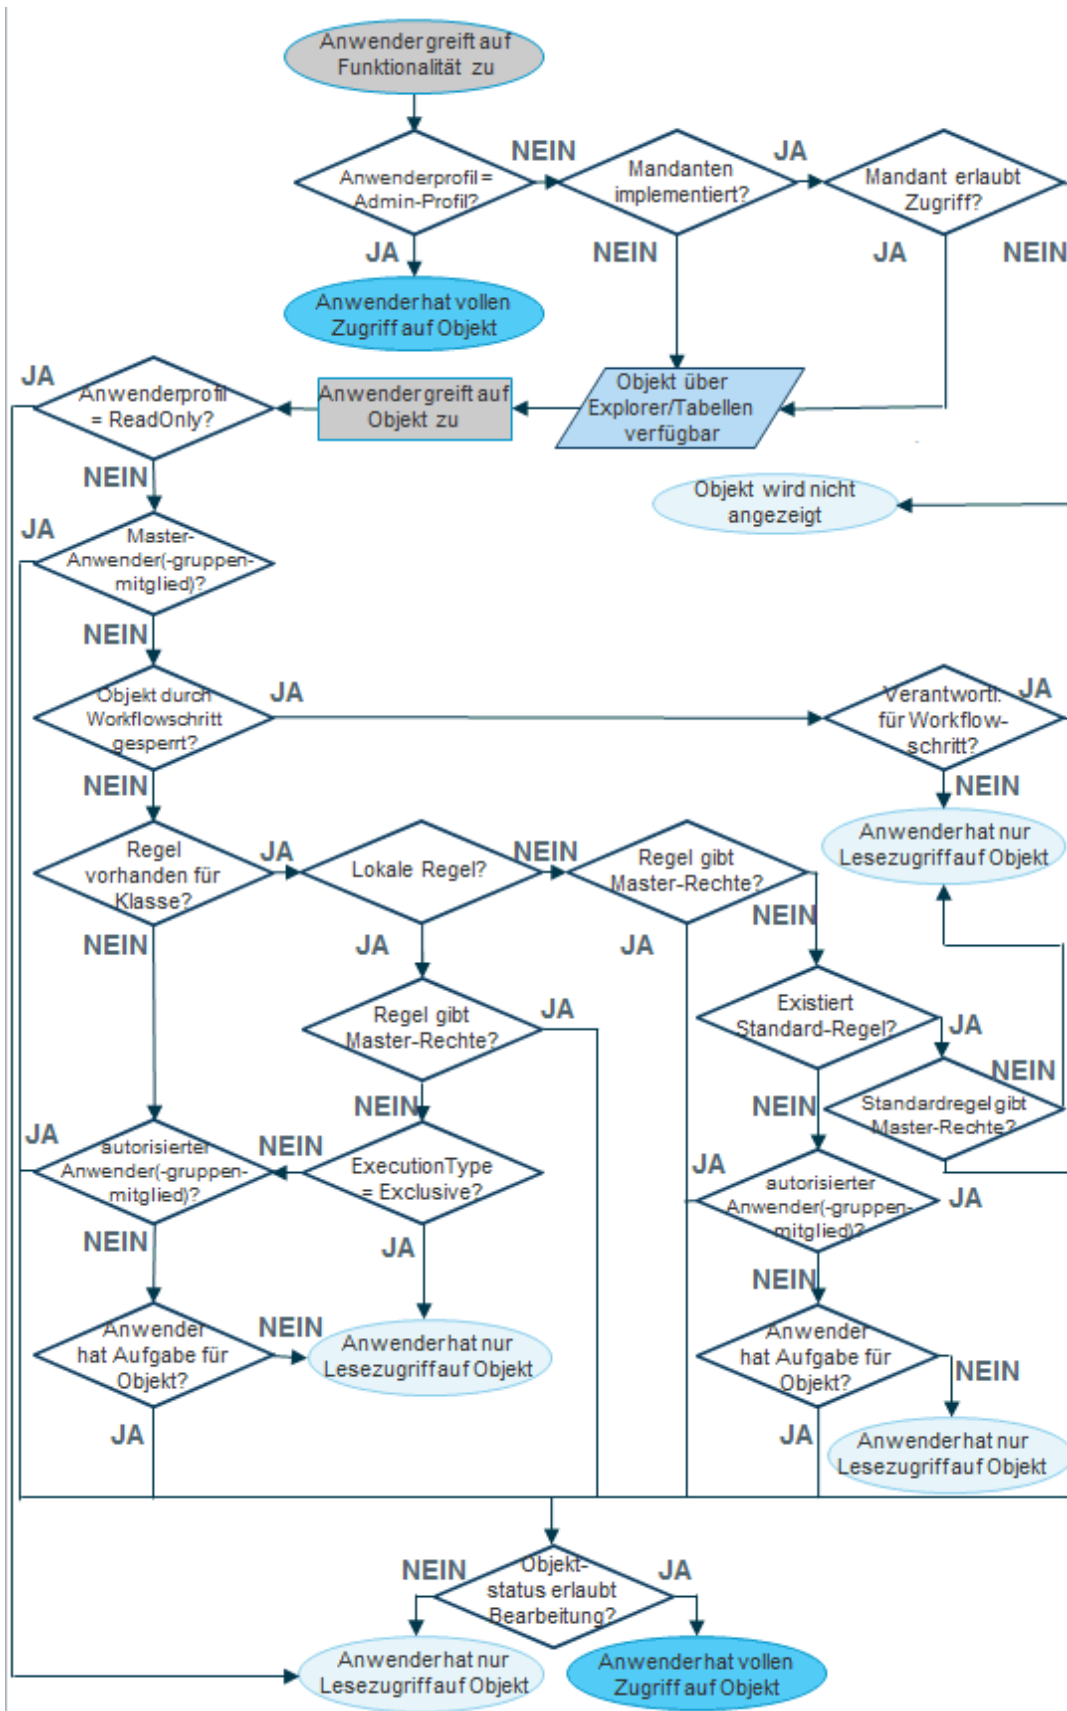 Anwender greift auf
Funktionalität zu
NEIN
JA
Anwenderprofil =
Admin-Profil?
Mandanten
implementiert?
Mandant erlaubt
Zugriff?
JA
NEIN
JA
NEIN
Anwender hat vollen
Zugriff auf Objekt
JA
Anwenderprofil
= ReadOnly?
Anwender greift auf
Objekt zu
Objekt über
Explorer/Tabellen
verfügbar
NEIN
Objekt wird nicht
angezeigt
JA
Master-
Anwender(-gruppen-
mitglied)?
NEIN
Objekt durch
Workflowschritt
gesperrt?
JA
Verantwortl.
für Workflow-
schritt?
JA
NEIN
NEIN
Anwender hat nur
Lesezugriff auf Objekt
Regel
vorhanden für
Klasse?
JA
Lokale Regel?
NEIN
Regel gibt
Master-Rechte?
NEIN
NEIN
JA
JA
Regel gibt
Master-Rechte?
JA
Existiert
Standard-Regel?
JA
NEIN
NEIN
NEIN
Standardregel gibt
Master-Rechte?
JA
autorisierter
Anwender(-gruppen-
mitglied)?
NEIN
ExecutionType
= Exclusive?
JA
autorisierter
Anwender(-gruppen-
mitglied)?
JA
NEIN
JA
NEIN
Anwender
hat Aufgabe für
Objekt?
NEIN
Anwender hat nur
Lesezugriff auf Objekt
Anwender
hat Aufgabe für
Objekt?
NEIN
JA
JA
Anwender hat nur
Lesezugriff auf Objekt
NEIN
Objekt-
status erlaubt
Bearbeitung?
JA
Anwender hat nur
Lesezugriff auf Objekt
Anwender hat vollen
Zugriff auf Objekt